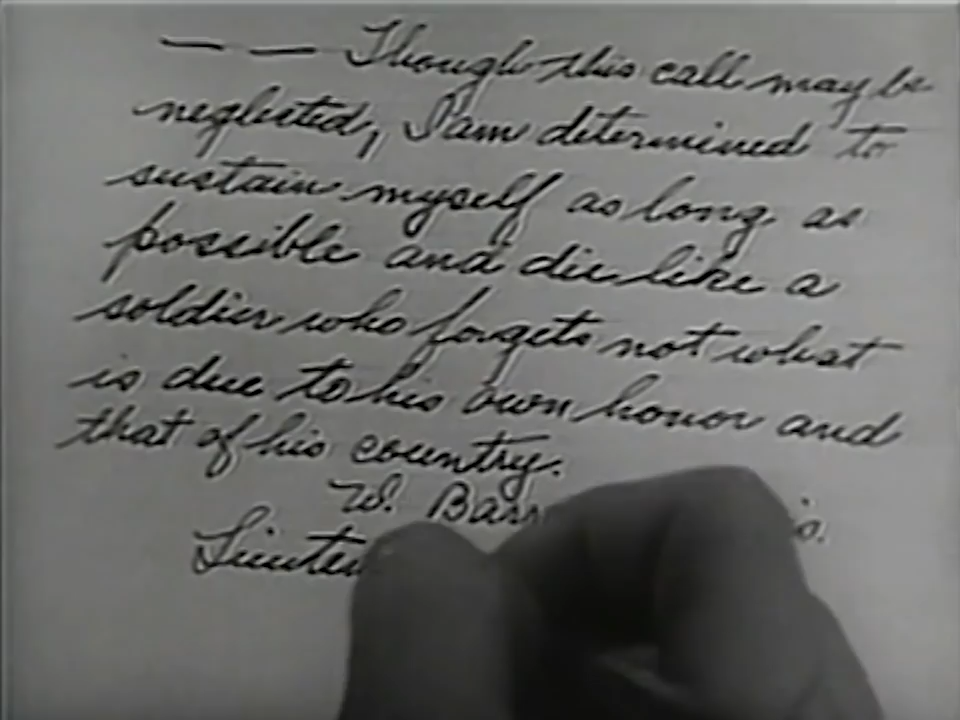 — — Though this call may be
neglected, I am determined to
sustain myself as long as
possible and die like a
soldier who forgets not what
is due to his own honor and
that of his country.
W.